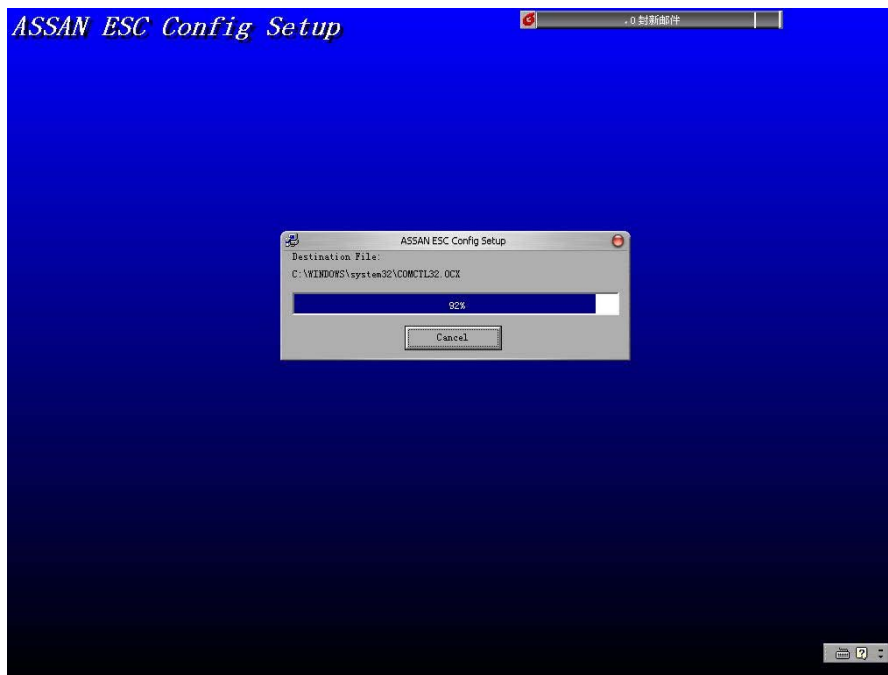 ASSAN ESC Config Setup
.0 封新邮件
ASSAN ESC Config Setup
Destination File:
C:\WINDOWS\system32\COMCTL32.OCX
92%
Cancel